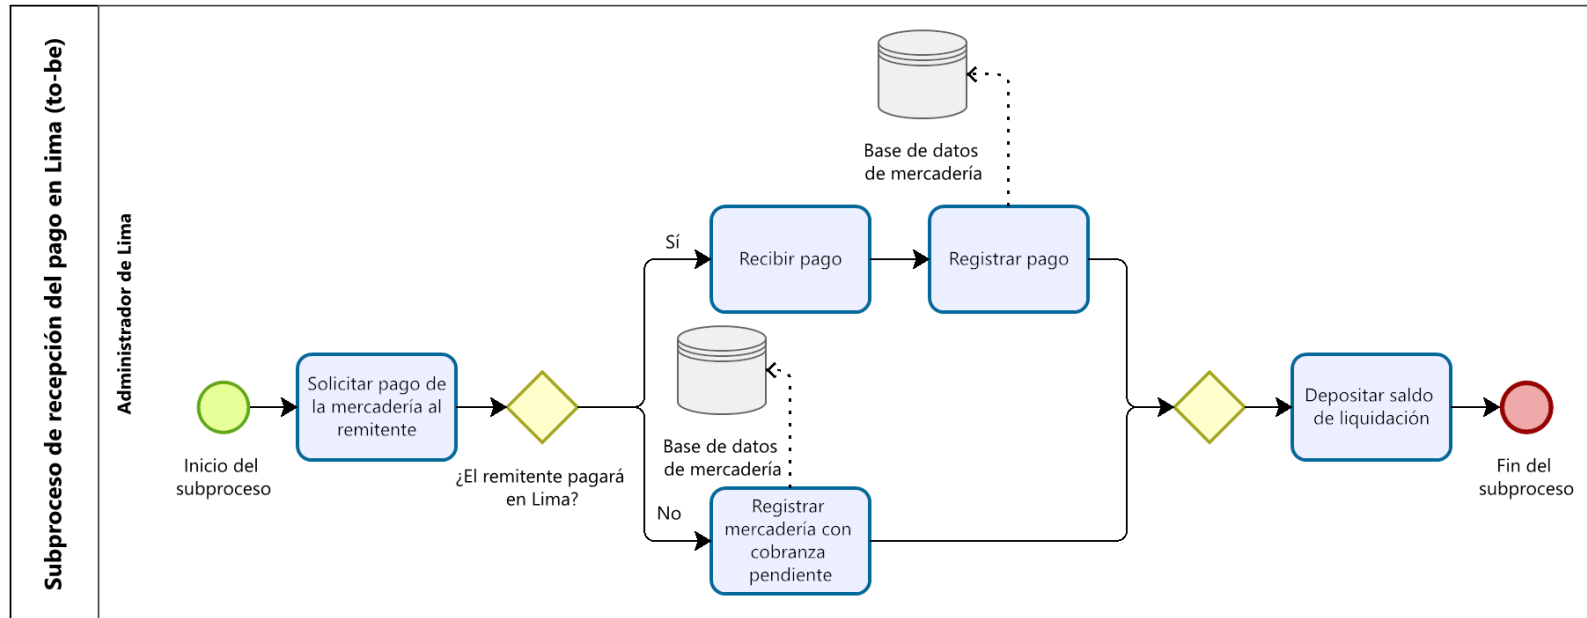 Subproceso de recepción del pago en Lima (to-be)
Administrador de Lima
Inicio del
subproceso
Solicitar pago de
la mercadería al
remitente
¿El remitente pagará
en Lima?
Sí
Recibir pago
Registrar pago
Base de datos
de mercadería
No
Registrar
mercadería con
cobranza
pendiente
Base de datos
de mercadería
Depositar saldo
de liquidación
Fin del
subproceso